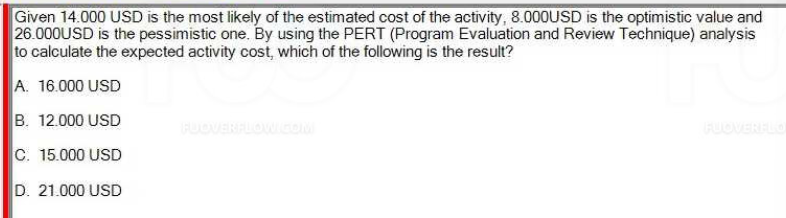 Given 14.000 USD is the most likely of the estimated cost of the activity, 8.000USD is the optimistic value and
26.000USD is the pessimistic one. By using the PERT (Program Evaluation and Review Technique) analysis
to calculate the expected activity cost, which of the following is the result?
A. 16.000 USD
B. 12.000 USD
FUOVERFLOW.COM
FUOVERFLO
C. 15.000 USD
D. 21.000 USD